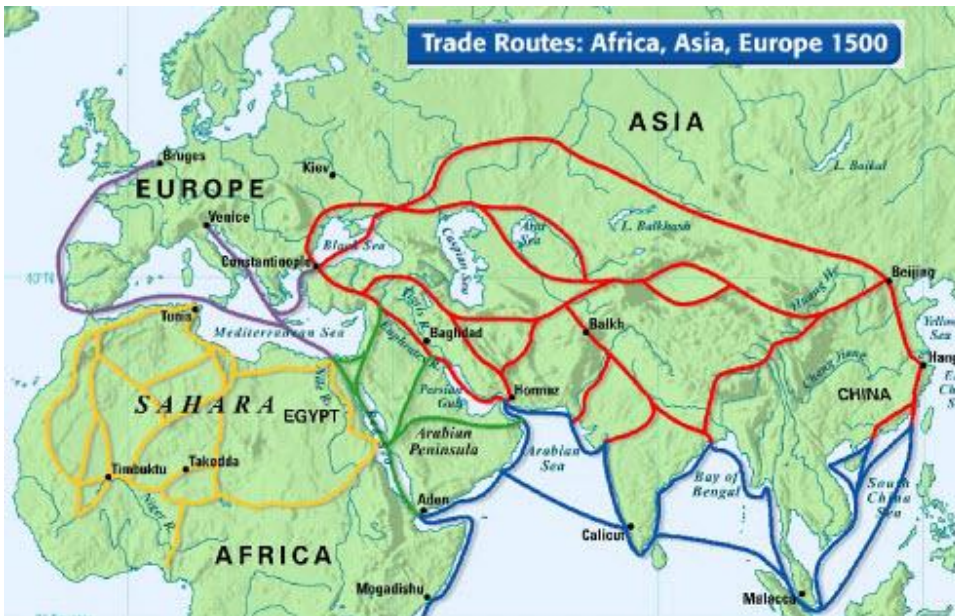 Trade Routes: Africa, Asia, Europe 1500
ASIA
Bruges
Kiev
L. Baikal
EUROPE
Venice
Aral
Sea
L. Balkhash
Black Sea
Caspian Sea
Constantinople
40°N
Huang He
Beijing
Tunis
Mediterranean Sea
Tigris R.
Baghdad
Balkh
Yellow
Sea
Euphrates R.
Chang Jiang
Hang
SAHARA
EGYPT
Nile R.
Persian
Gulf
Hormuz
CHINA
Arabian
Peninsula
Timbuktu
Takedda
Arabian
Sea
Bay of
Bengal
South
China
Sea
Niger R.
Aden
AFRICA
Calicut
Mogadishu
Malacca